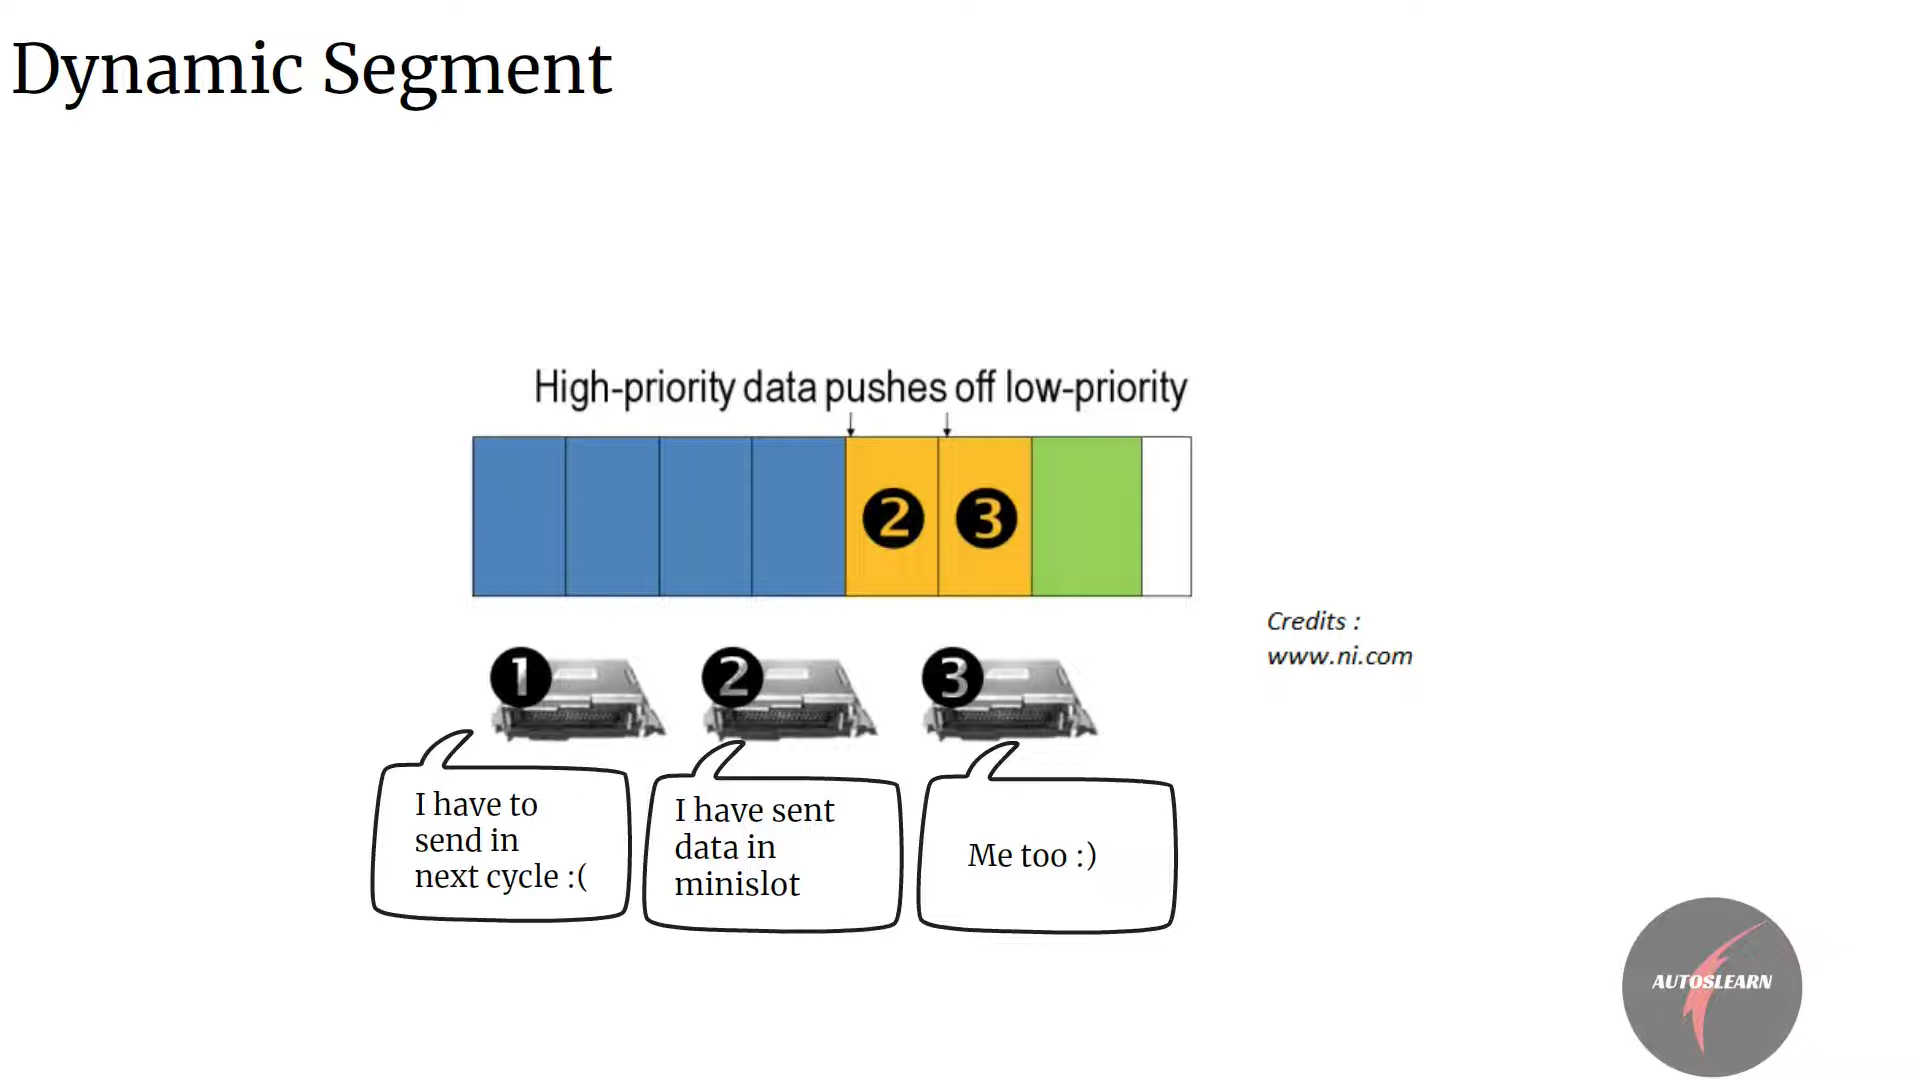 Dynamic Segment
High-priority data pushes off low-priority
2 3
Credits :
www.ni.com
1 2 3
I have to
send in
next cycle :(
I have sent
data in
minislot
Me too :)
AUTOSLEARN